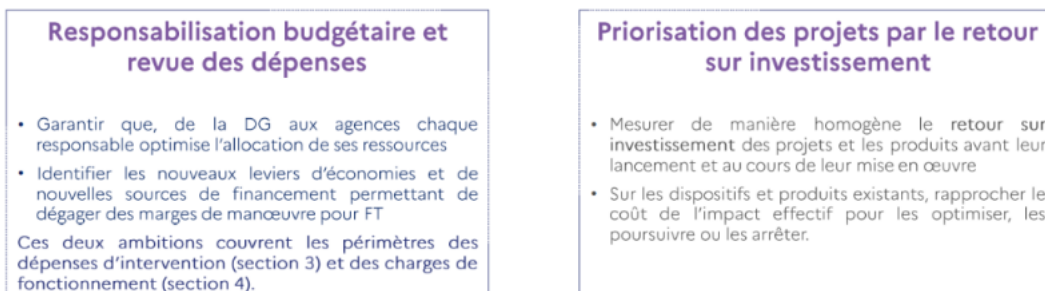 Responsabilisation budgétaire et
revue des dépenses
• Garantir que, de la DG aux agences chaque
responsable optimise l'allocation de ses ressources
• Identifier les nouveaux leviers d'économies et de
nouvelles sources de financement permettant de
dégager des marges de manœuvre pour FT
Ces deux ambitions couvrent les périmètres des
dépenses d'intervention (section 3) et des charges de
fonctionnement (section 4).
Priorisation des projets par le retour
sur investissement
• Mesurer de manière homogène le retour sur
investissement des projets et les produits avant leur
lancement et au cours de leur mise en œuvre
• Sur les dispositifs et produits existants, rapprocher le
coût de l'impact effectif pour les optimiser, les
poursuivre ou les arrêter.